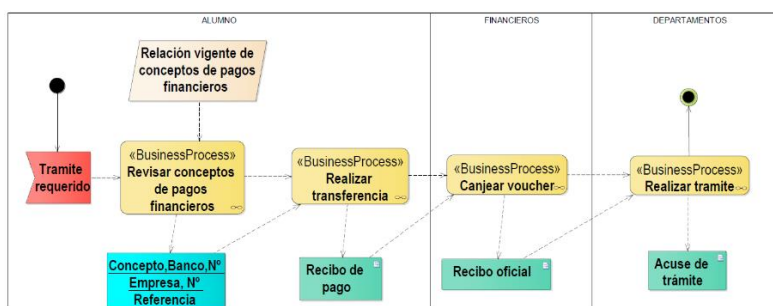 ALUMNO
FINANCIEROS
DEPARTAMENTOS
Relación vigente de
conceptos de pagos
financieros
Tramite
requerido
«BusinessProcess»
Revisar conceptos
de pagos
financieros
«BusinessProcess»
Realizar
transferencia
«BusinessProcess»
Canjear voucher
«BusinessProcess»
Realizar tramite
Concepto,Banco,Nº
Empresa, Nº
Referencia
Recibo de
pago
Recibo oficial
Acuse de
trámite